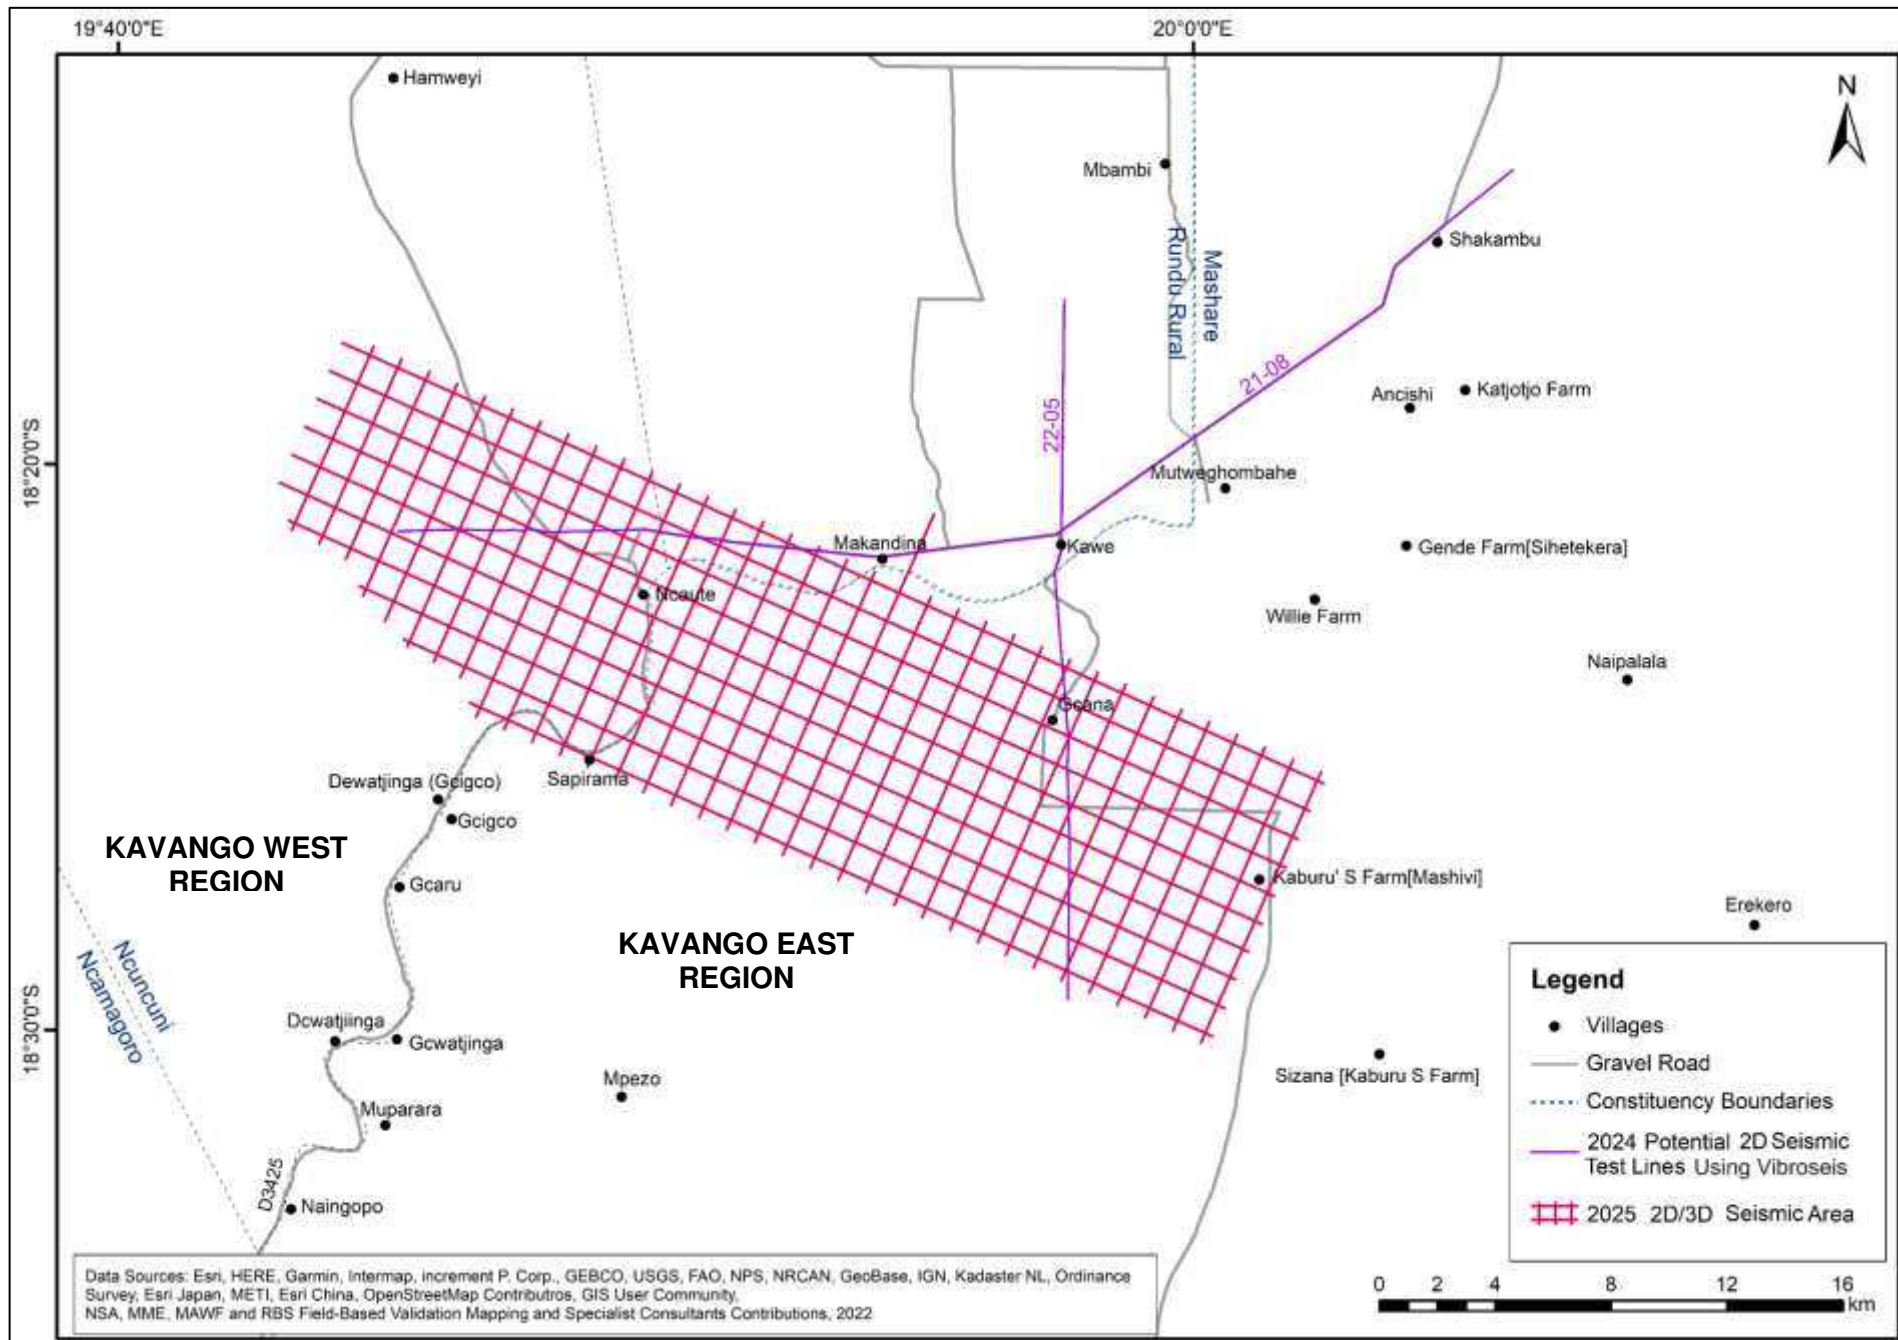 19°40'0"E
20°0'0"E
Hamweyi
N
Mbambi
Shakambu
Mashare
Rundu Rural
21-08
22-05
Ancishi
Katjotjo Farm
18°20'0"S
Mutweghombahe
Makandina
Kawe
Gende Farm[Sihetekera]
Ncaute
Willie Farm
Naipalala
Gcana
Sapirama
Dewatjinga (Gcigco)
Gcigco
KAVANGO WEST
REGION
Gcaru
Kaburu' S Farm[Mashivi]
Erekero
KAVANGO EAST
REGION
Ncuncuni
Ncamagoro
18°30'0"S
Dcwatjiinga
Gcwatjinga
Mpezo
Sizana [Kaburu S Farm]
Muparara
D3425
Naingopo
Legend
Villages
Gravel Road
Constituency Boundaries
2024 Potential 2D Seismic
Test Lines Using Vibroseis
2025 2D/3D Seismic Area
Data Sources: Esri, HERE, Garmin, Intermap, increment P. Corp., GEBCO, USGS, FAO, NPS, NRCAN, GeoBase, IGN, Kadaster NL, Ordinance
Survey, Esri Japan, METI, Esri China, OpenStreetMap Contributros, GIS User Community,
NSA, MME, MAWF and RBS Field-Based Validation Mapping and Specialist Consultants Contributions, 2022
0 2 4 8 12 16
km